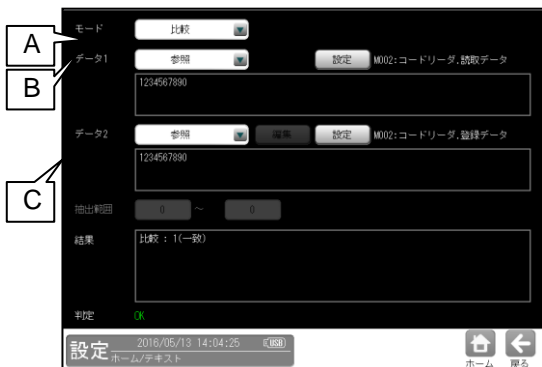 A
モード 比較
B
データ1 参照 設定 M002:コードリーダ.読取データ
1234567890
データ2 参照 編集 設定 M002:コードリーダ.登録データ
1234567890
C
抽出範囲 0 ～ 0
結果 比較 : 1(一致)
判定 OK
設定 2016/05/13 14:04:25 USB
ホーム/テキスト
ホーム 戻る